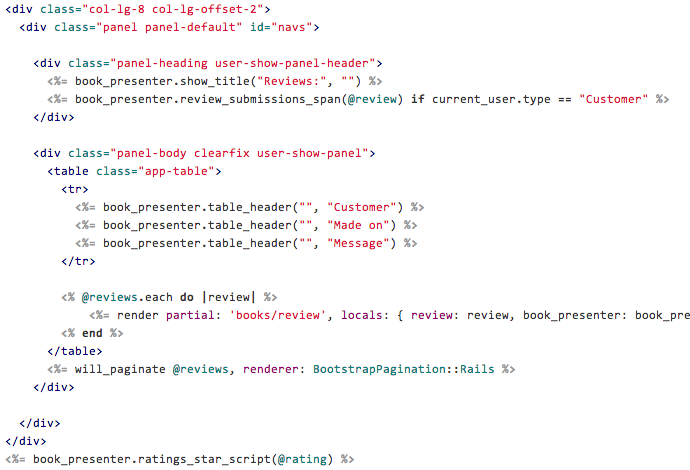 <div class="col-lg-8 col-lg-offset-2">
  <div class="panel panel-default" id="navs">

    <div class="panel-heading user-show-panel-header">
      <%= book_presenter.show_title("Reviews:", "") %>
      <%= book_presenter.review_submissions_span(@review) if current_user.type == "Customer" %>
    </div>

    <div class="panel-body clearfix user-show-panel">
      <table class="app-table">
        <tr>
          <%= book_presenter.table_header("", "Customer") %>
          <%= book_presenter.table_header("", "Made on") %>
          <%= book_presenter.table_header("", "Message") %>
        </tr>

        <% @reviews.each do |review| %>
            <%= render partial: 'books/review', locals: { review: review, book_presenter: book_pre
        <% end %>
      </table>
      <%= will_paginate @reviews, renderer: BootstrapPagination::Rails %>
    </div>

  </div>
</div>
<%= book_presenter.ratings_star_script(@rating) %>